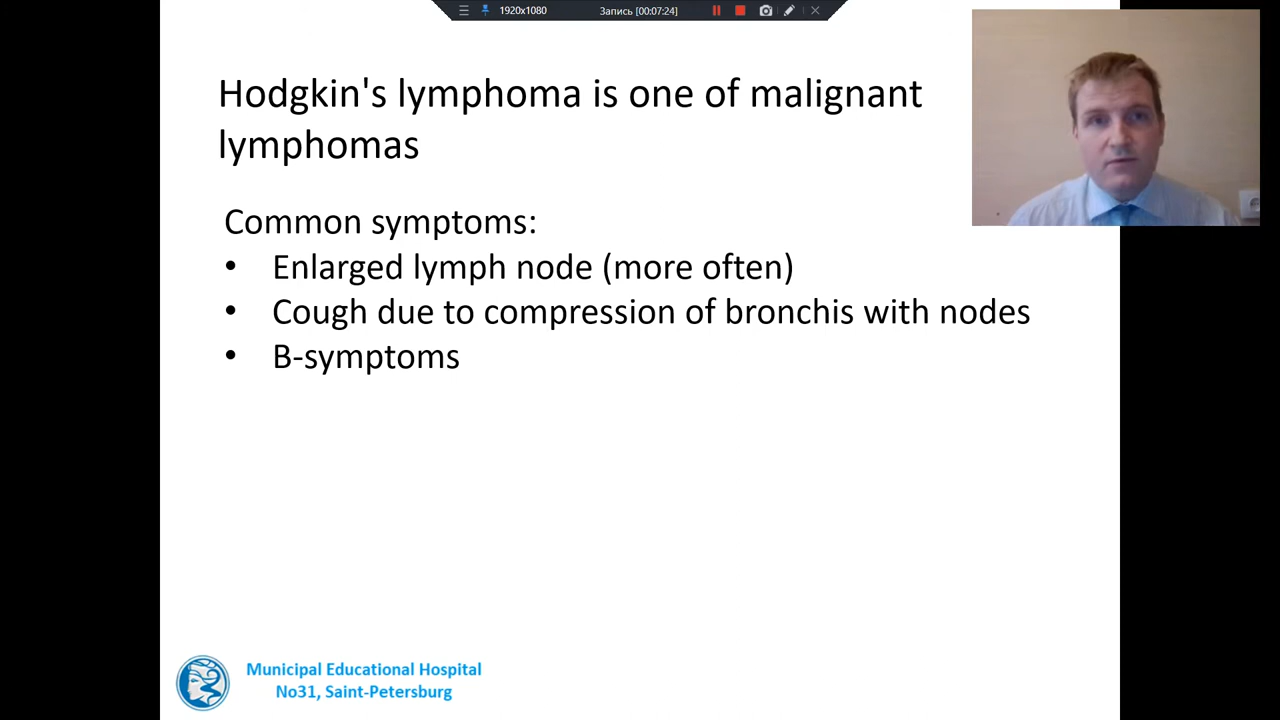 1920x1080 Запись [00:07:24]
Hodgkin's lymphoma is one of malignant
lymphomas
Common symptoms:
• Enlarged lymph node (more often)
• Cough due to compression of bronchis with nodes
• B-symptoms
Municipal Educational Hospital
No31, Saint-Petersburg